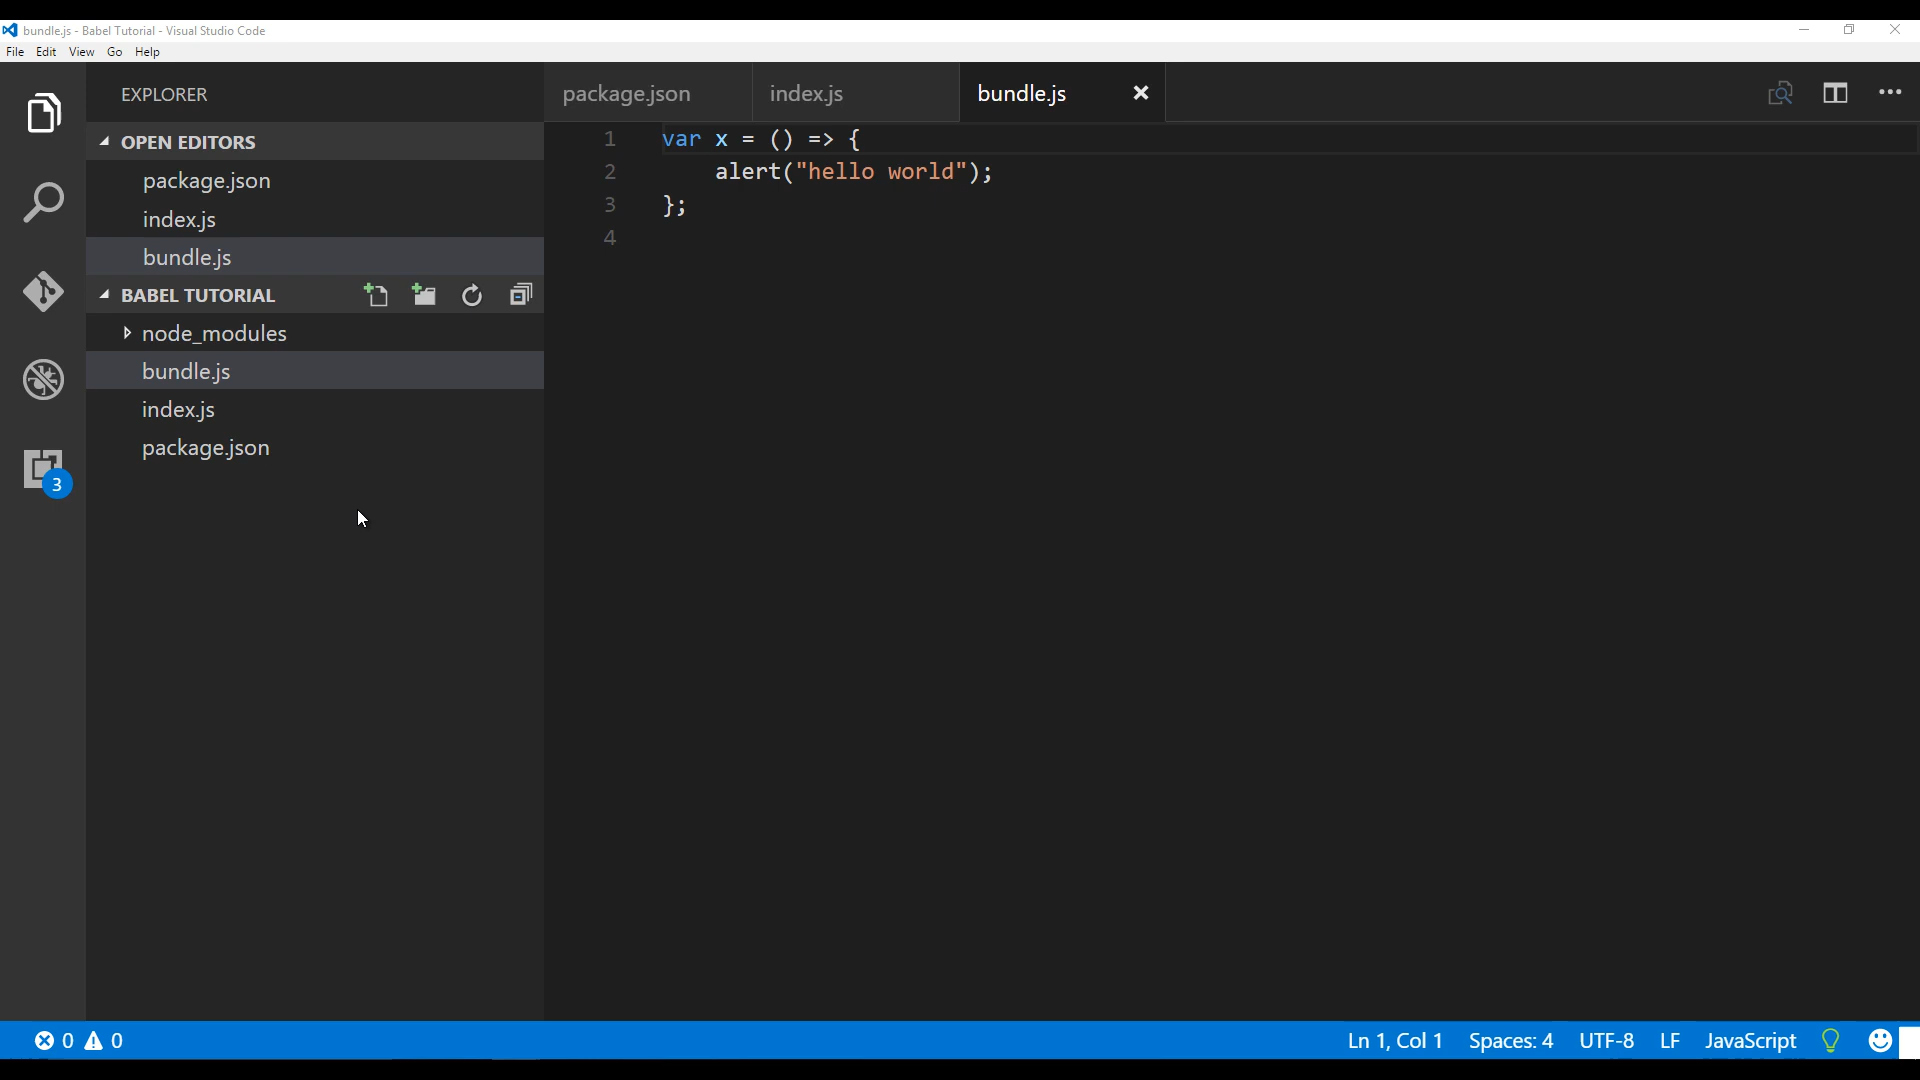 bundle.js - Babel Tutorial - Visual Studio Code
File Edit View Go Help
EXPLORER
OPEN EDITORS
package.json
index.js
bundle.js
BABEL TUTORIAL
node_modules
bundle.js
index.js
package.json
3
package.json index.js bundle.js
1 var x = () => {
2 alert("hello world");
3 };
4
0 0 Ln 1, Col 1 Spaces: 4 UTF-8 LF JavaScript